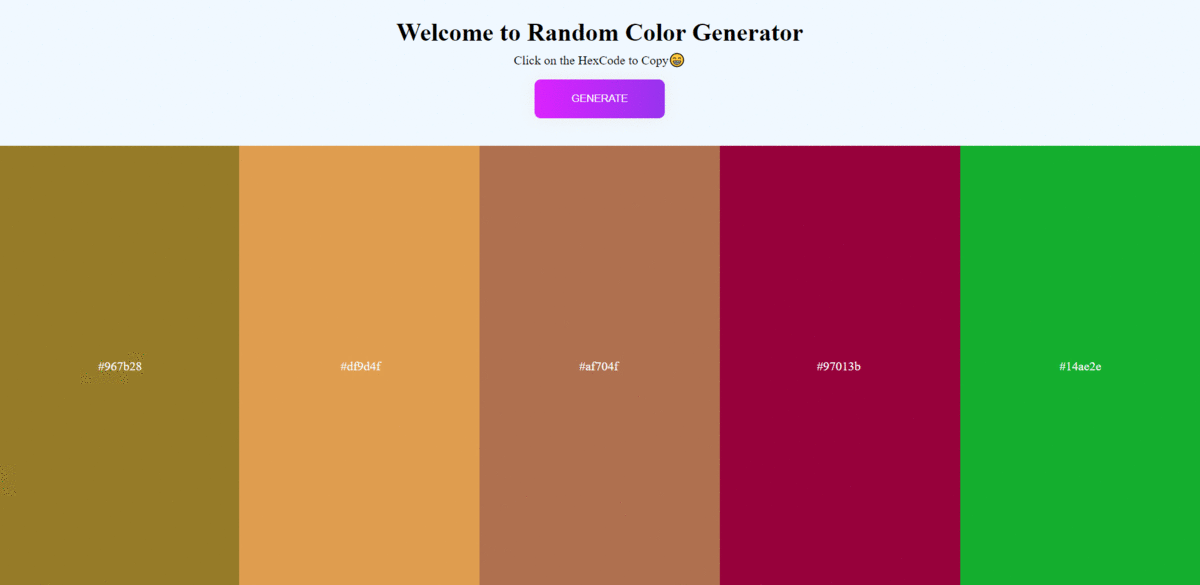 Welcome to Random Color Generator
Click on the HexCode to Copy😁
GENERATE
#967b28
#df9d4f
#af704f
#97013b
#14ae2e